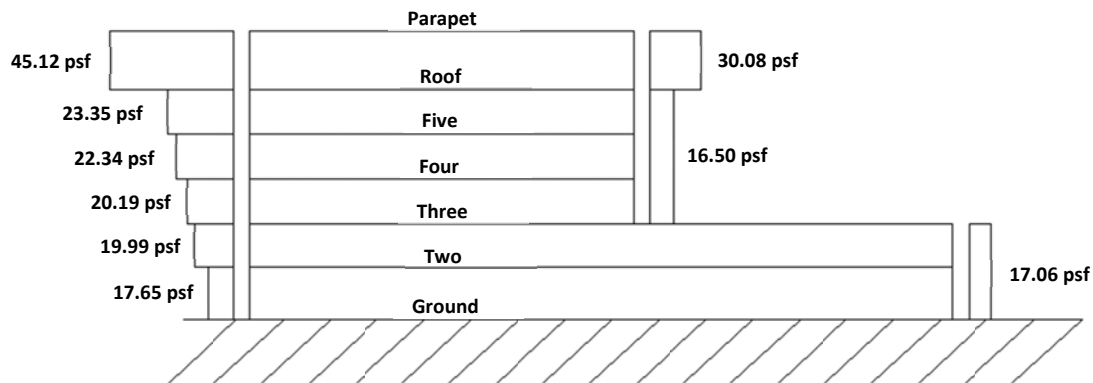 Parapet
45.12 psf
30.08 psf
Roof
23.35 psf
Five
22.34 psf
16.50 psf
Four
20.19 psf
Three
19.99 psf
Two
17.06 psf
17.65 psf
Ground